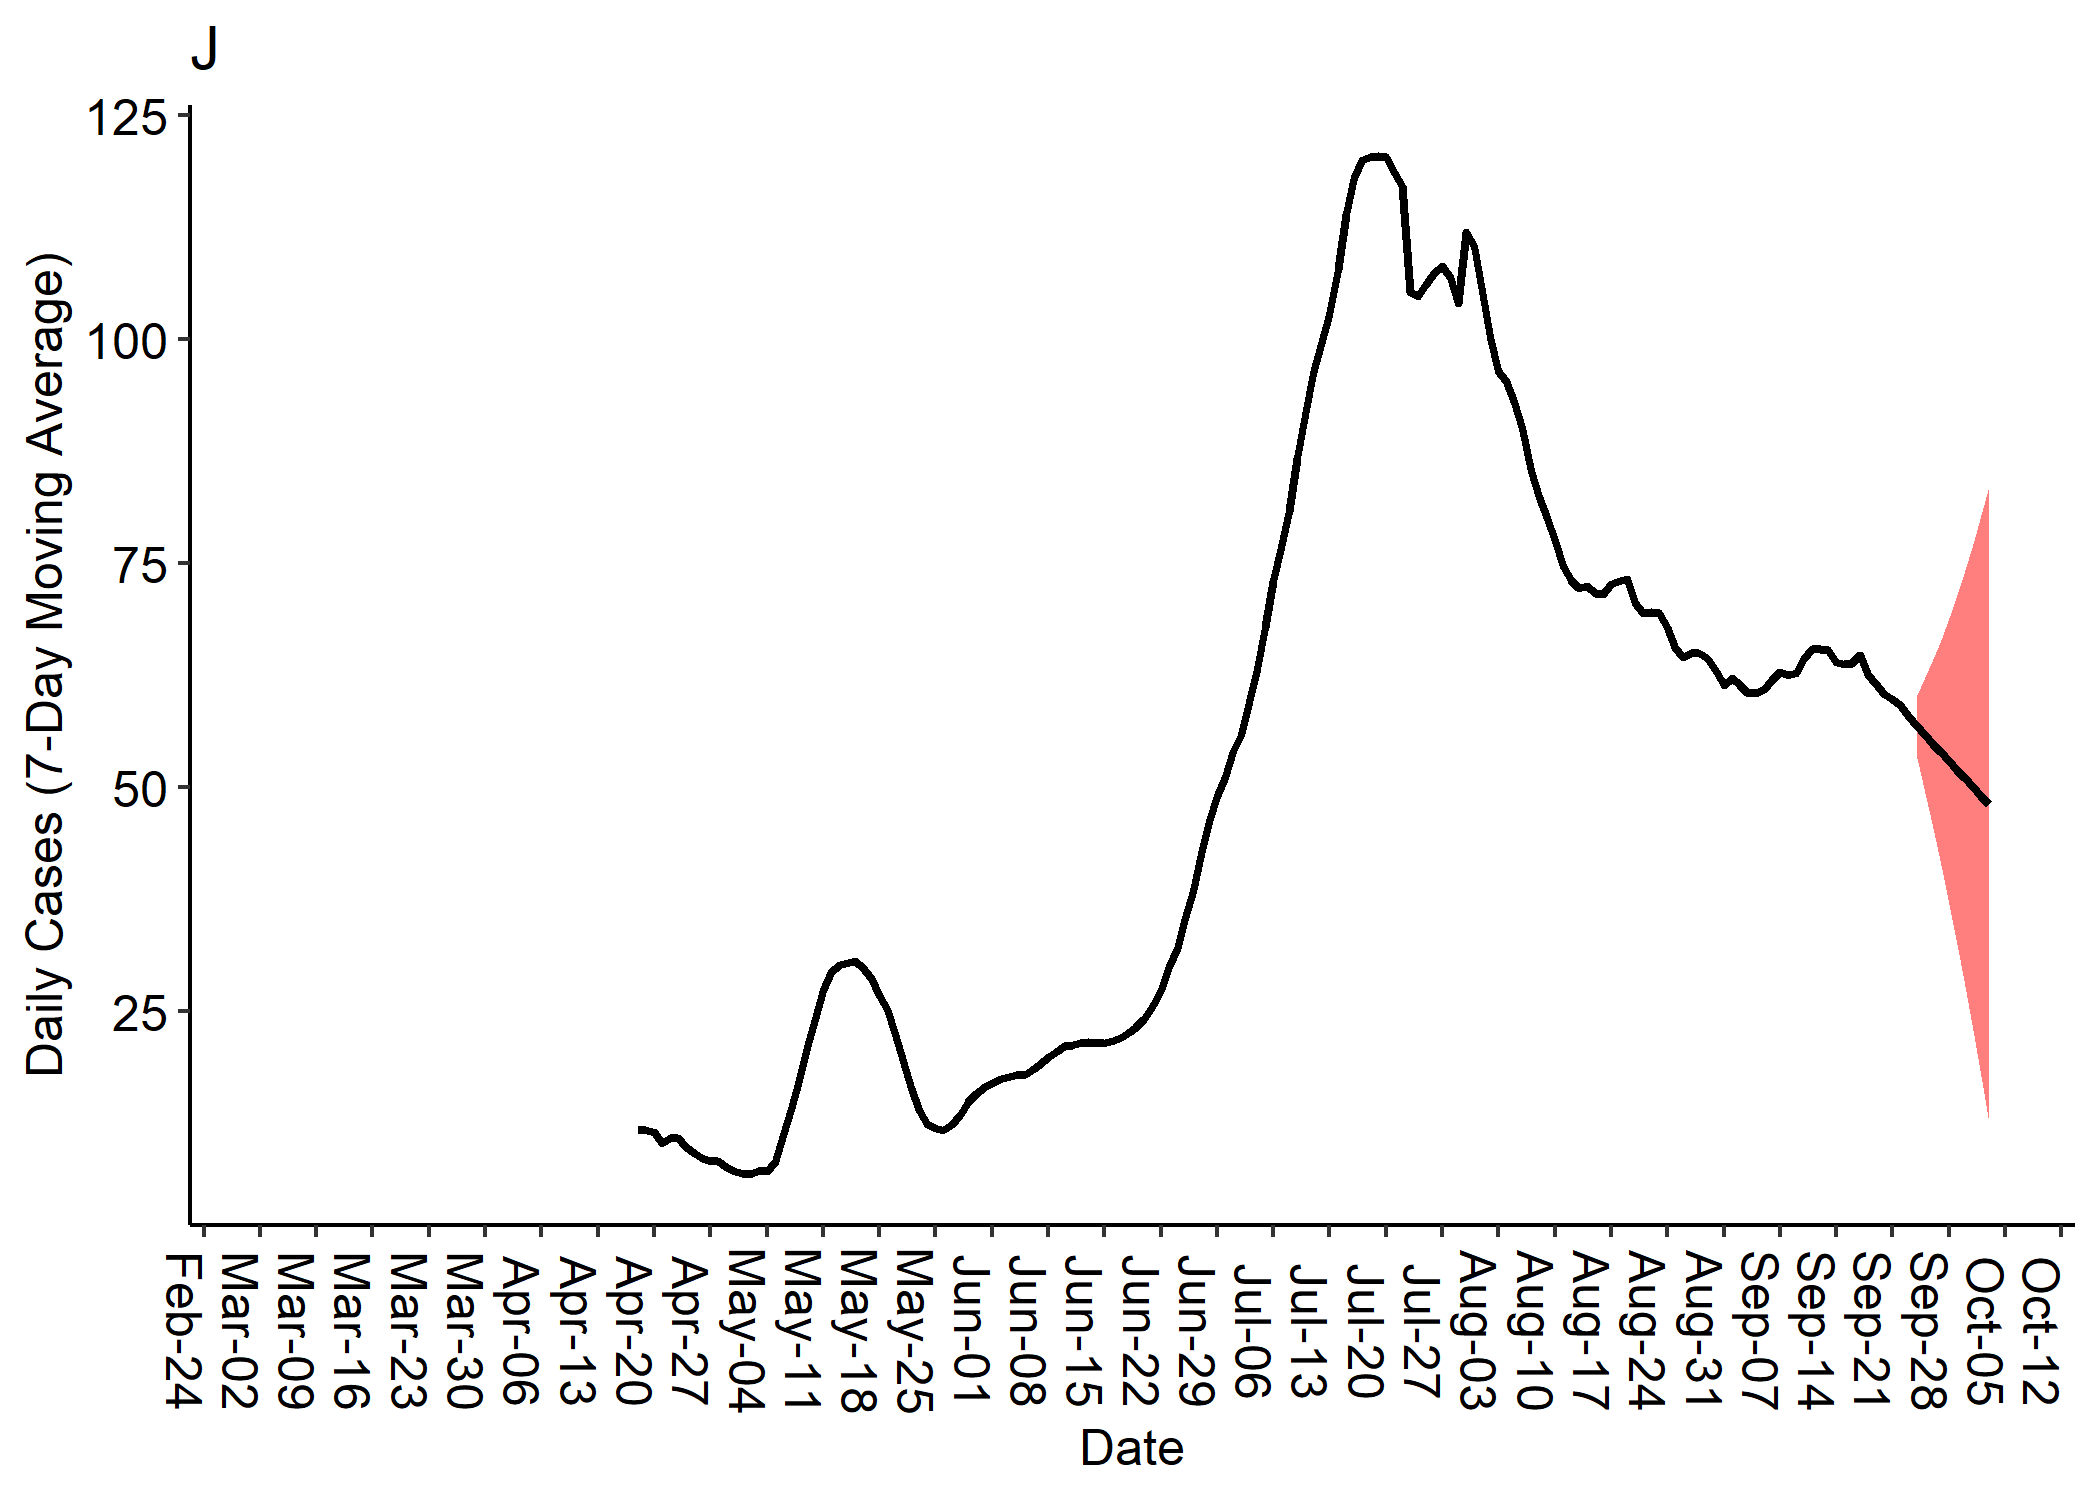 J
Daily Cases (7-Day Moving Average)
125
100
75
50
25
Feb-24
Mar-02
Mar-09
Mar-16
Mar-23
Mar-30
Apr-06
Apr-13
Apr-20
Apr-27
May-04
May-11
May-18
May-25
Jun-01
Jun-08
Jun-15
Jun-22
Jun-29
Jul-06
Jul-13
Jul-20
Jul-27
Aug-03
Aug-10
Aug-17
Aug-24
Aug-31
Sep-07
Sep-14
Sep-21
Sep-28
Oct-05
Oct-12
Date